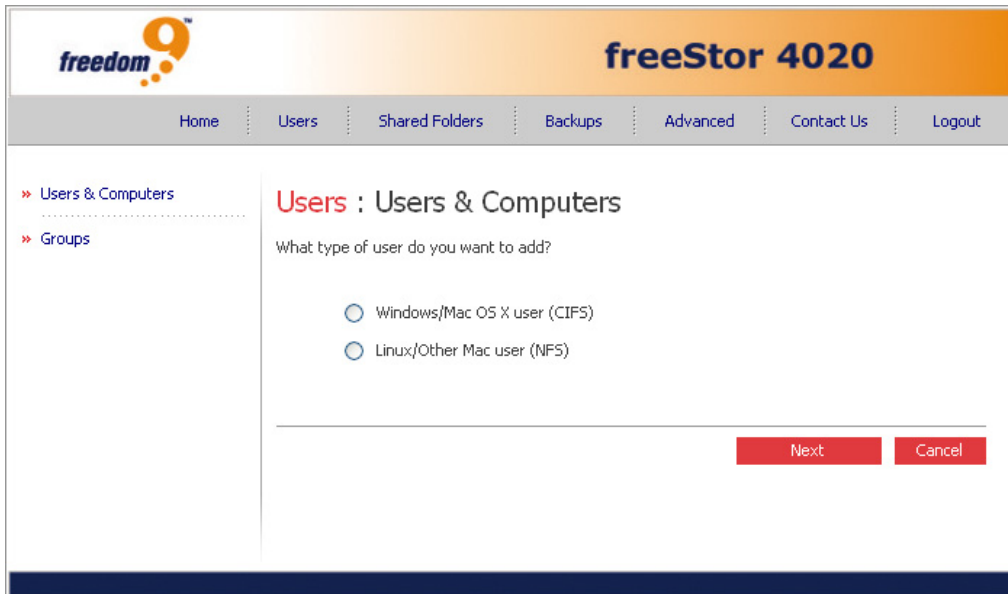 freedom9™
freeStor 4020
Home Users Shared Folders Backups Advanced Contact Us Logout
» Users & Computers
» Groups
Users : Users & Computers
What type of user do you want to add?
Windows/Mac OS X user (CIFS)
Linux/Other Mac user (NFS)
Next Cancel